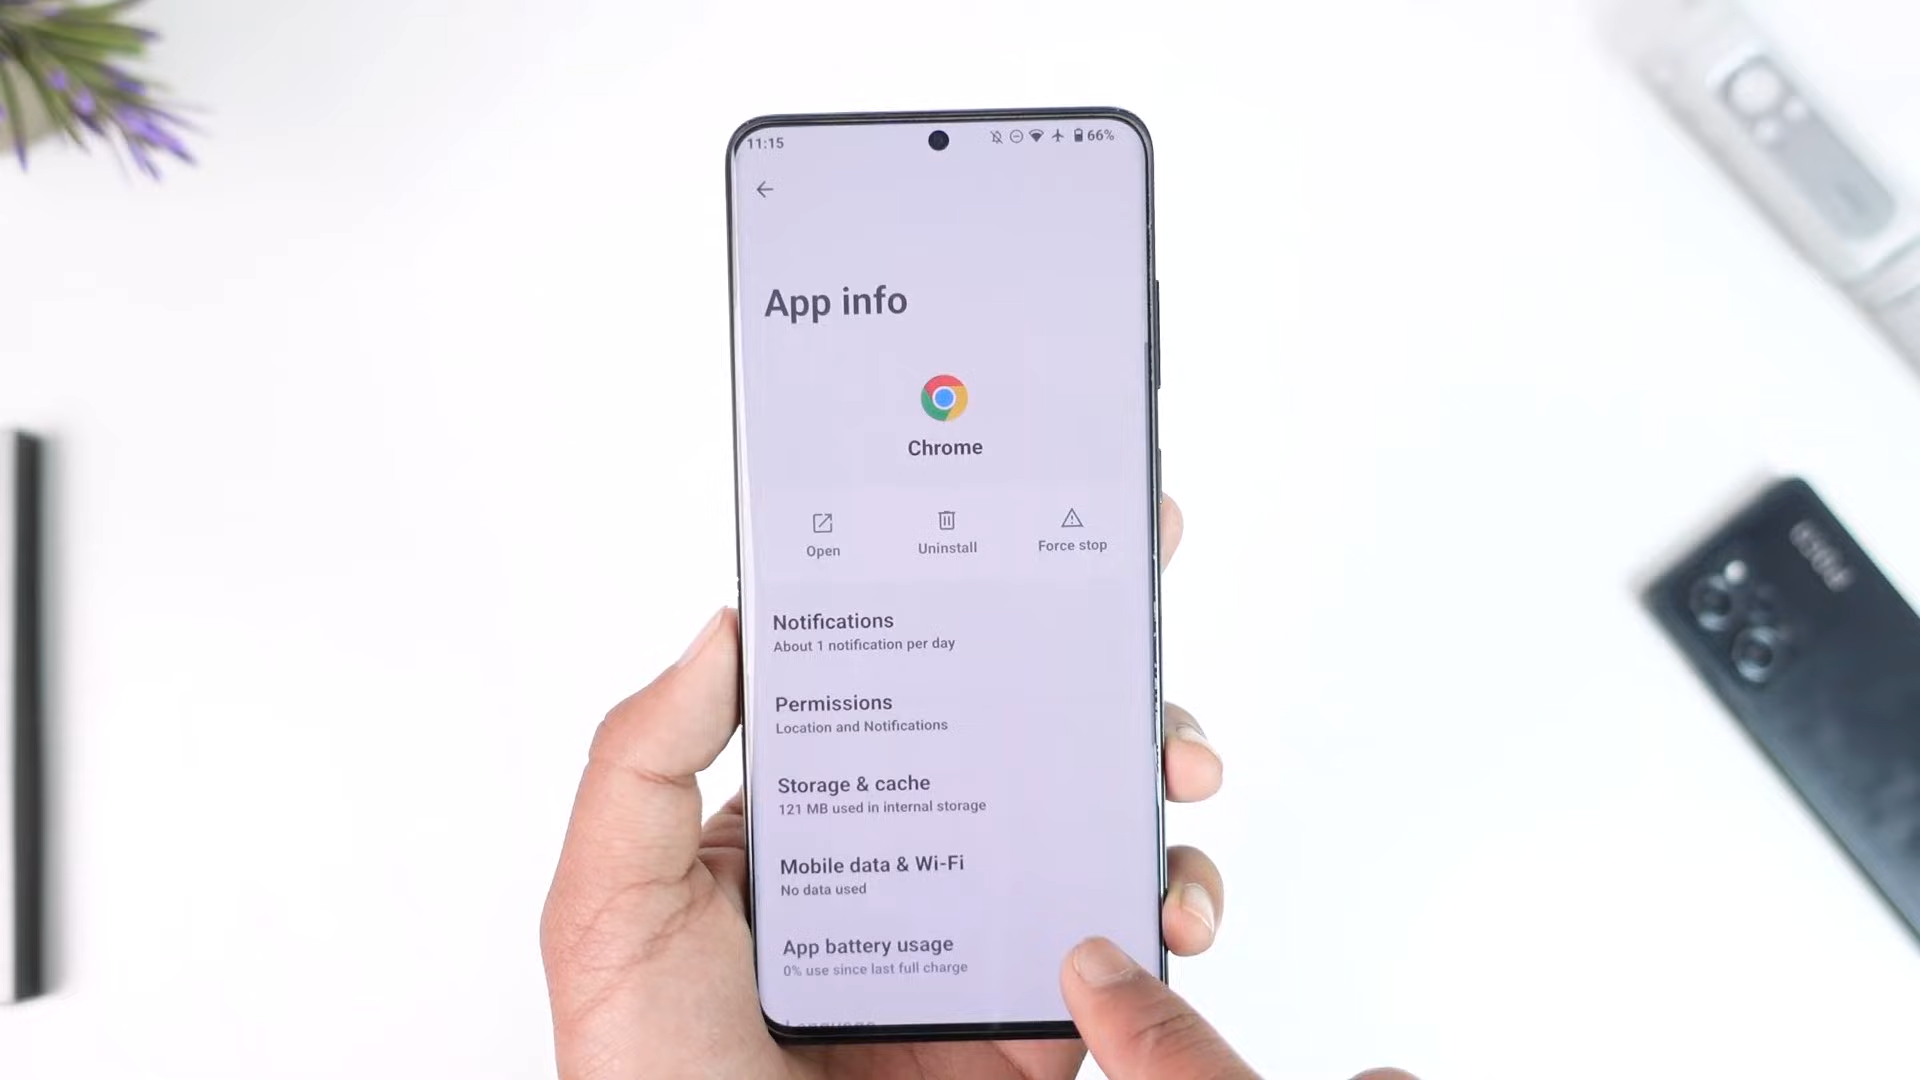 11:15
66%
App info
Chrome
Open
Uninstall
Force stop
Notifications
About 1 notification per day
Permissions
Location and Notifications
Storage & cache
121 MB used in internal storage
Mobile data & Wi-Fi
No data used
App battery usage
0% use since last full charge
Language
POCO